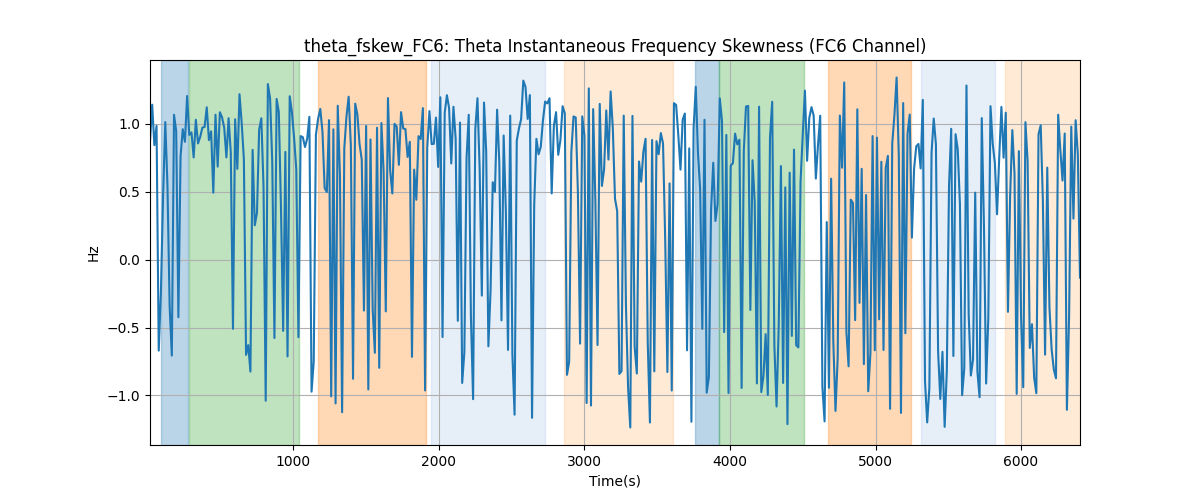 theta_fskew_FC6: Theta Instantaneous Frequency Skewness (FC6 Channel)
1.0
0.5
0.0
−0.5
−1.0
Hz
1000 2000 3000 4000 5000 6000
Time(s)